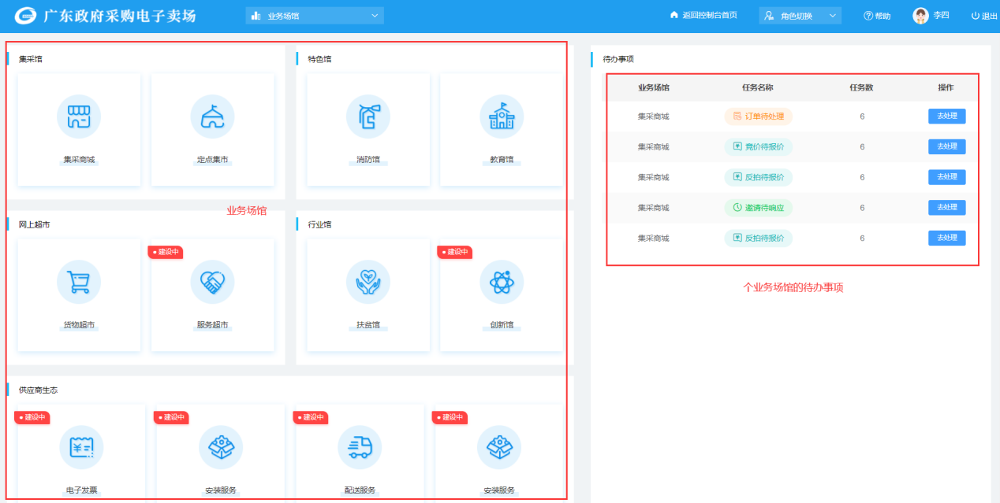 广东政府采购电子卖场
业务场馆
返回控制台首页
角色切换
帮助
李四
退出
集采馆
集采商城
定点集市
特色馆
消防馆
教育馆
业务场馆
网上超市
货物超市
建设中
服务超市
行业馆
扶贫馆
建设中
创新馆
供应商生态
建设中
电子发票
建设中
安装服务
建设中
配送服务
建设中
安装服务
待办事项
业务场馆 任务名称 任务数 操作
集采商城 订单待处理 6 去处理
集采商城 竞价待报价 6 去处理
集采商城 反拍待报价 6 去处理
集采商城 邀请待响应 6 去处理
集采商城 反拍待报价 6 去处理
个业务场馆的待办事项